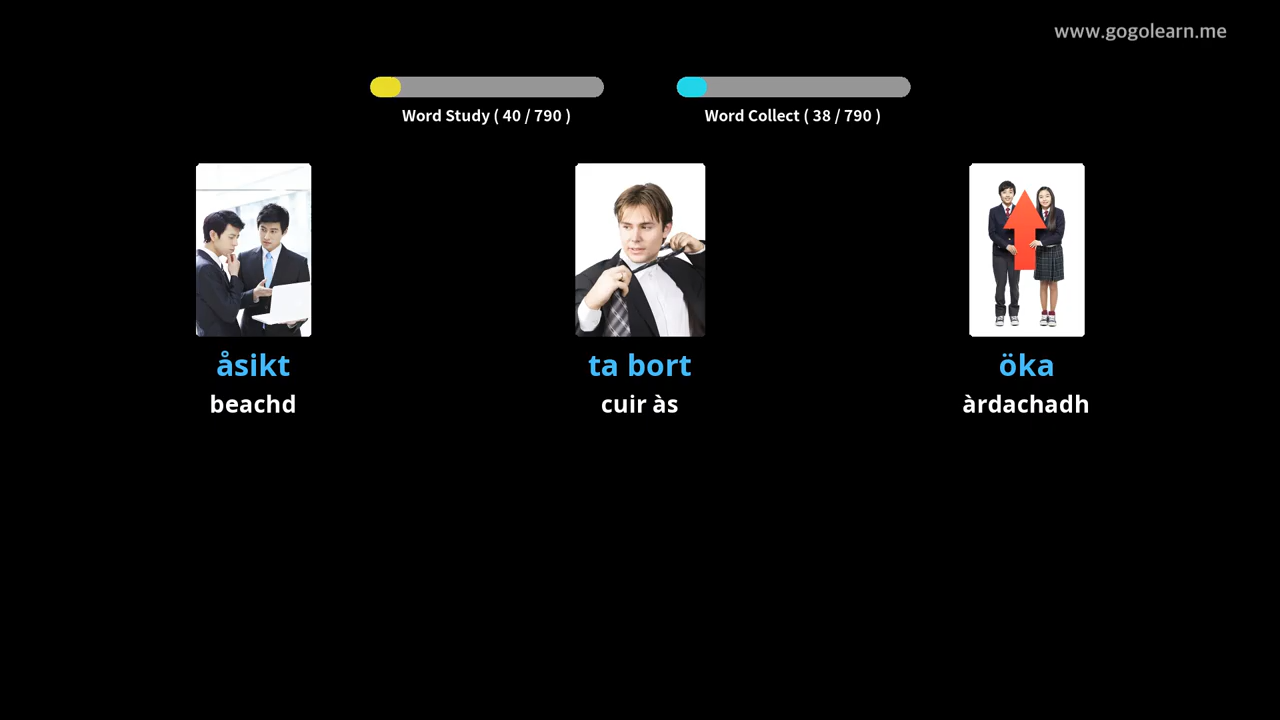 www.gogolearn.me
Word Study ( 40 / 790 )
Word Collect ( 38 / 790 )
åsikt
beachd
ta bort
cuir às
öka
àrdachadh